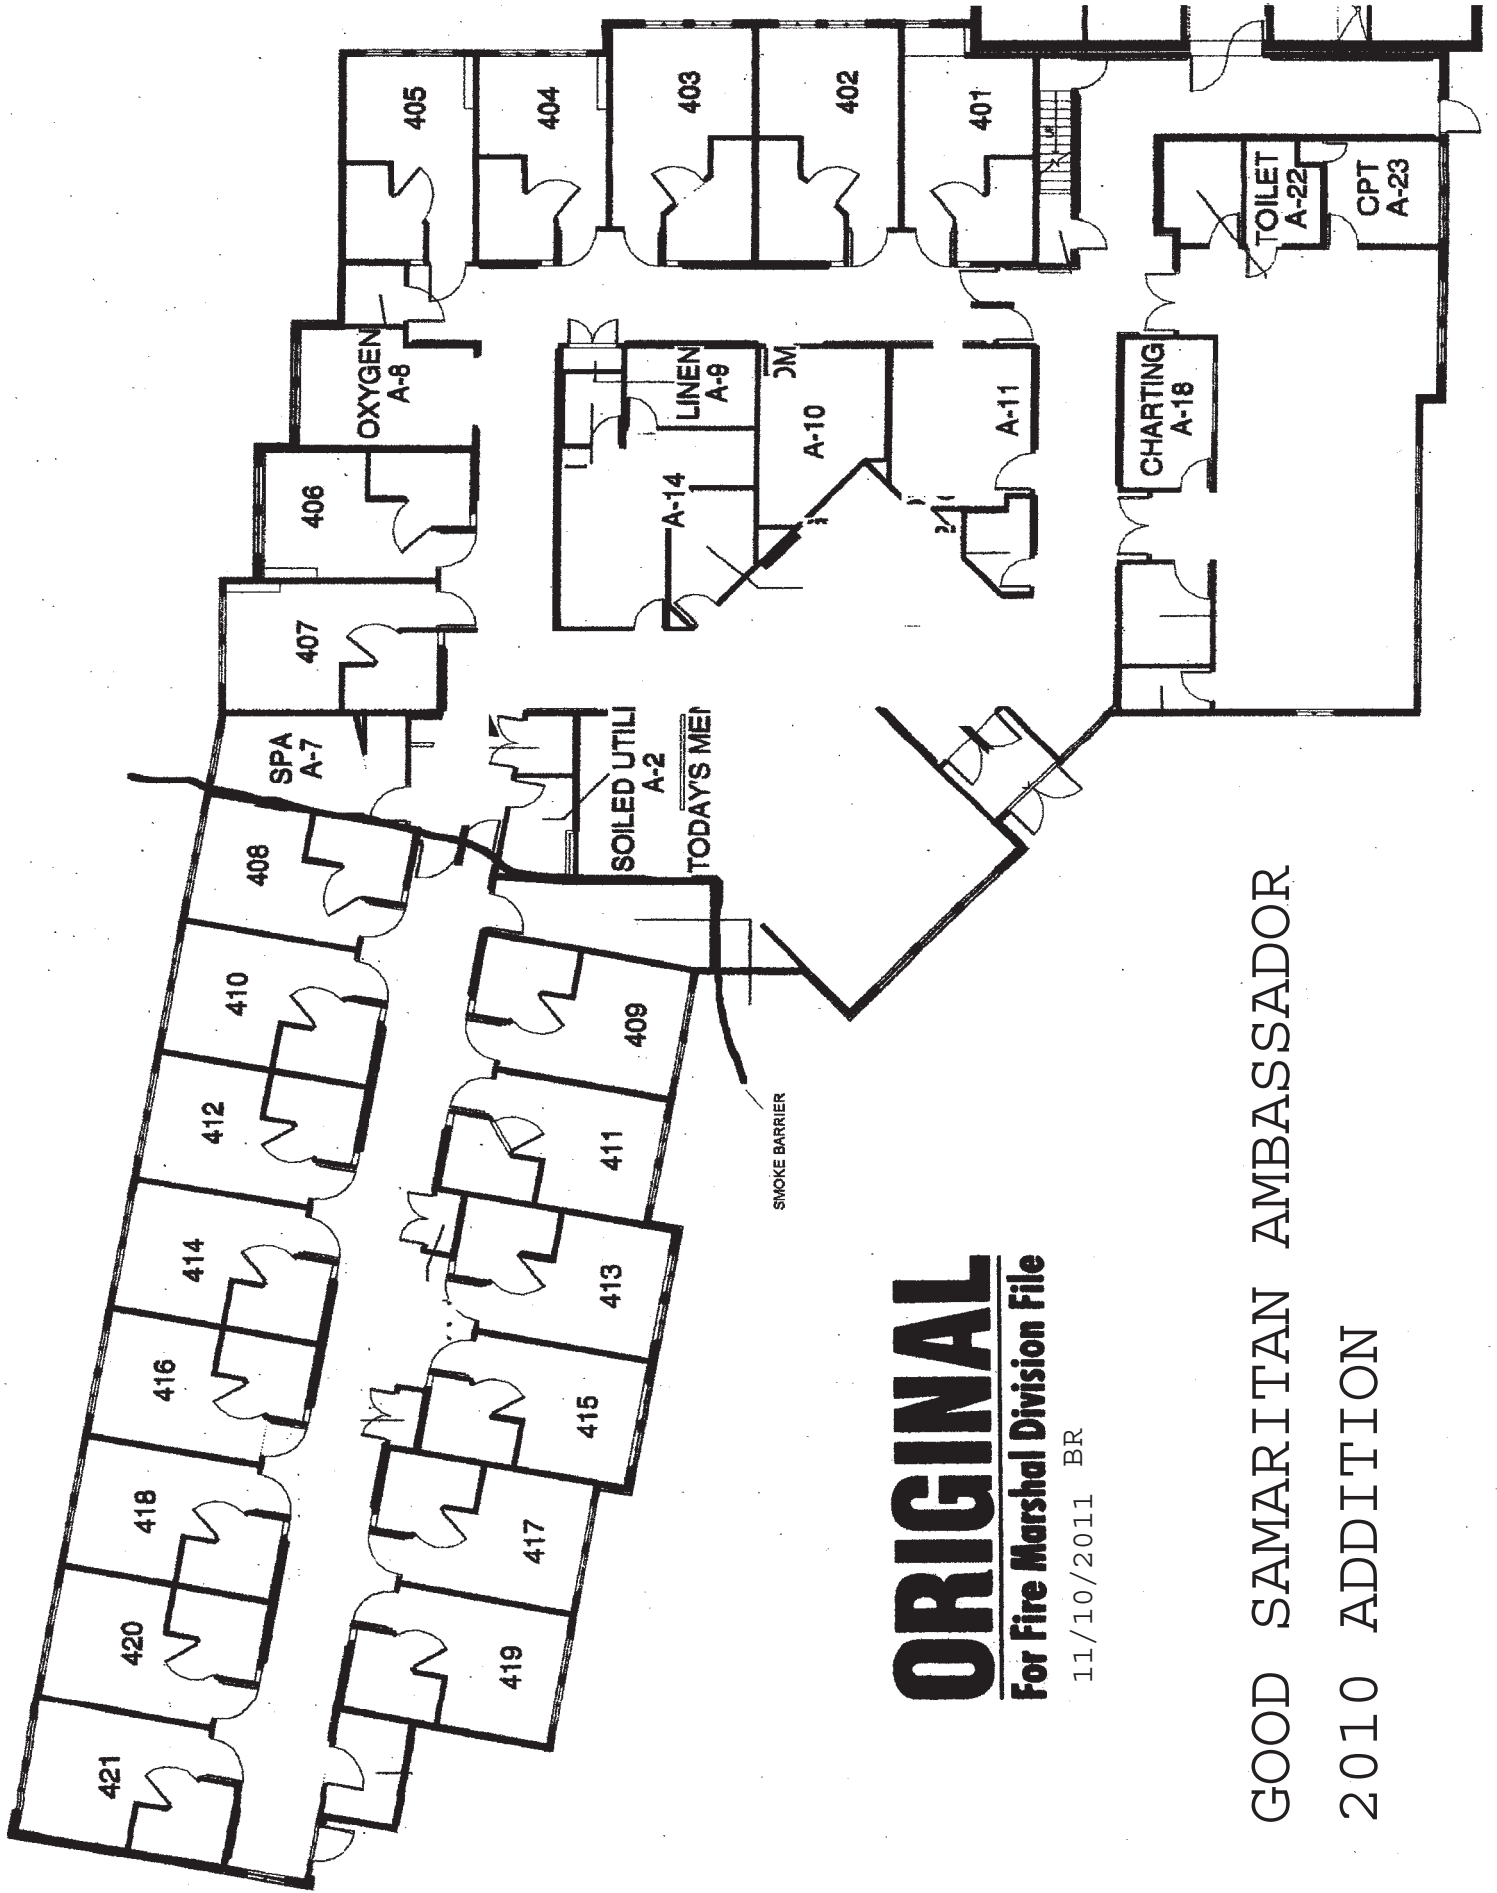 405
404
403
402
401
UP
TOILET
A-22
CPT
A-23
OXYGEN
A-8
LINEN
A-9
OM
A-10
A-11
CHARTING
A-18
406
A-14
407
SPA
A-7
SOILED UTILI
A-2
TODAY'S MEN
408
410
409
412
411
SMOKE BARRIER
414
413
416
415
418
417
420
419
421
ORIGINAL
For Fire Marshal Division File
11/10/2011 BR
GOOD SAMARITAN AMBASSADOR
2010 ADDITION